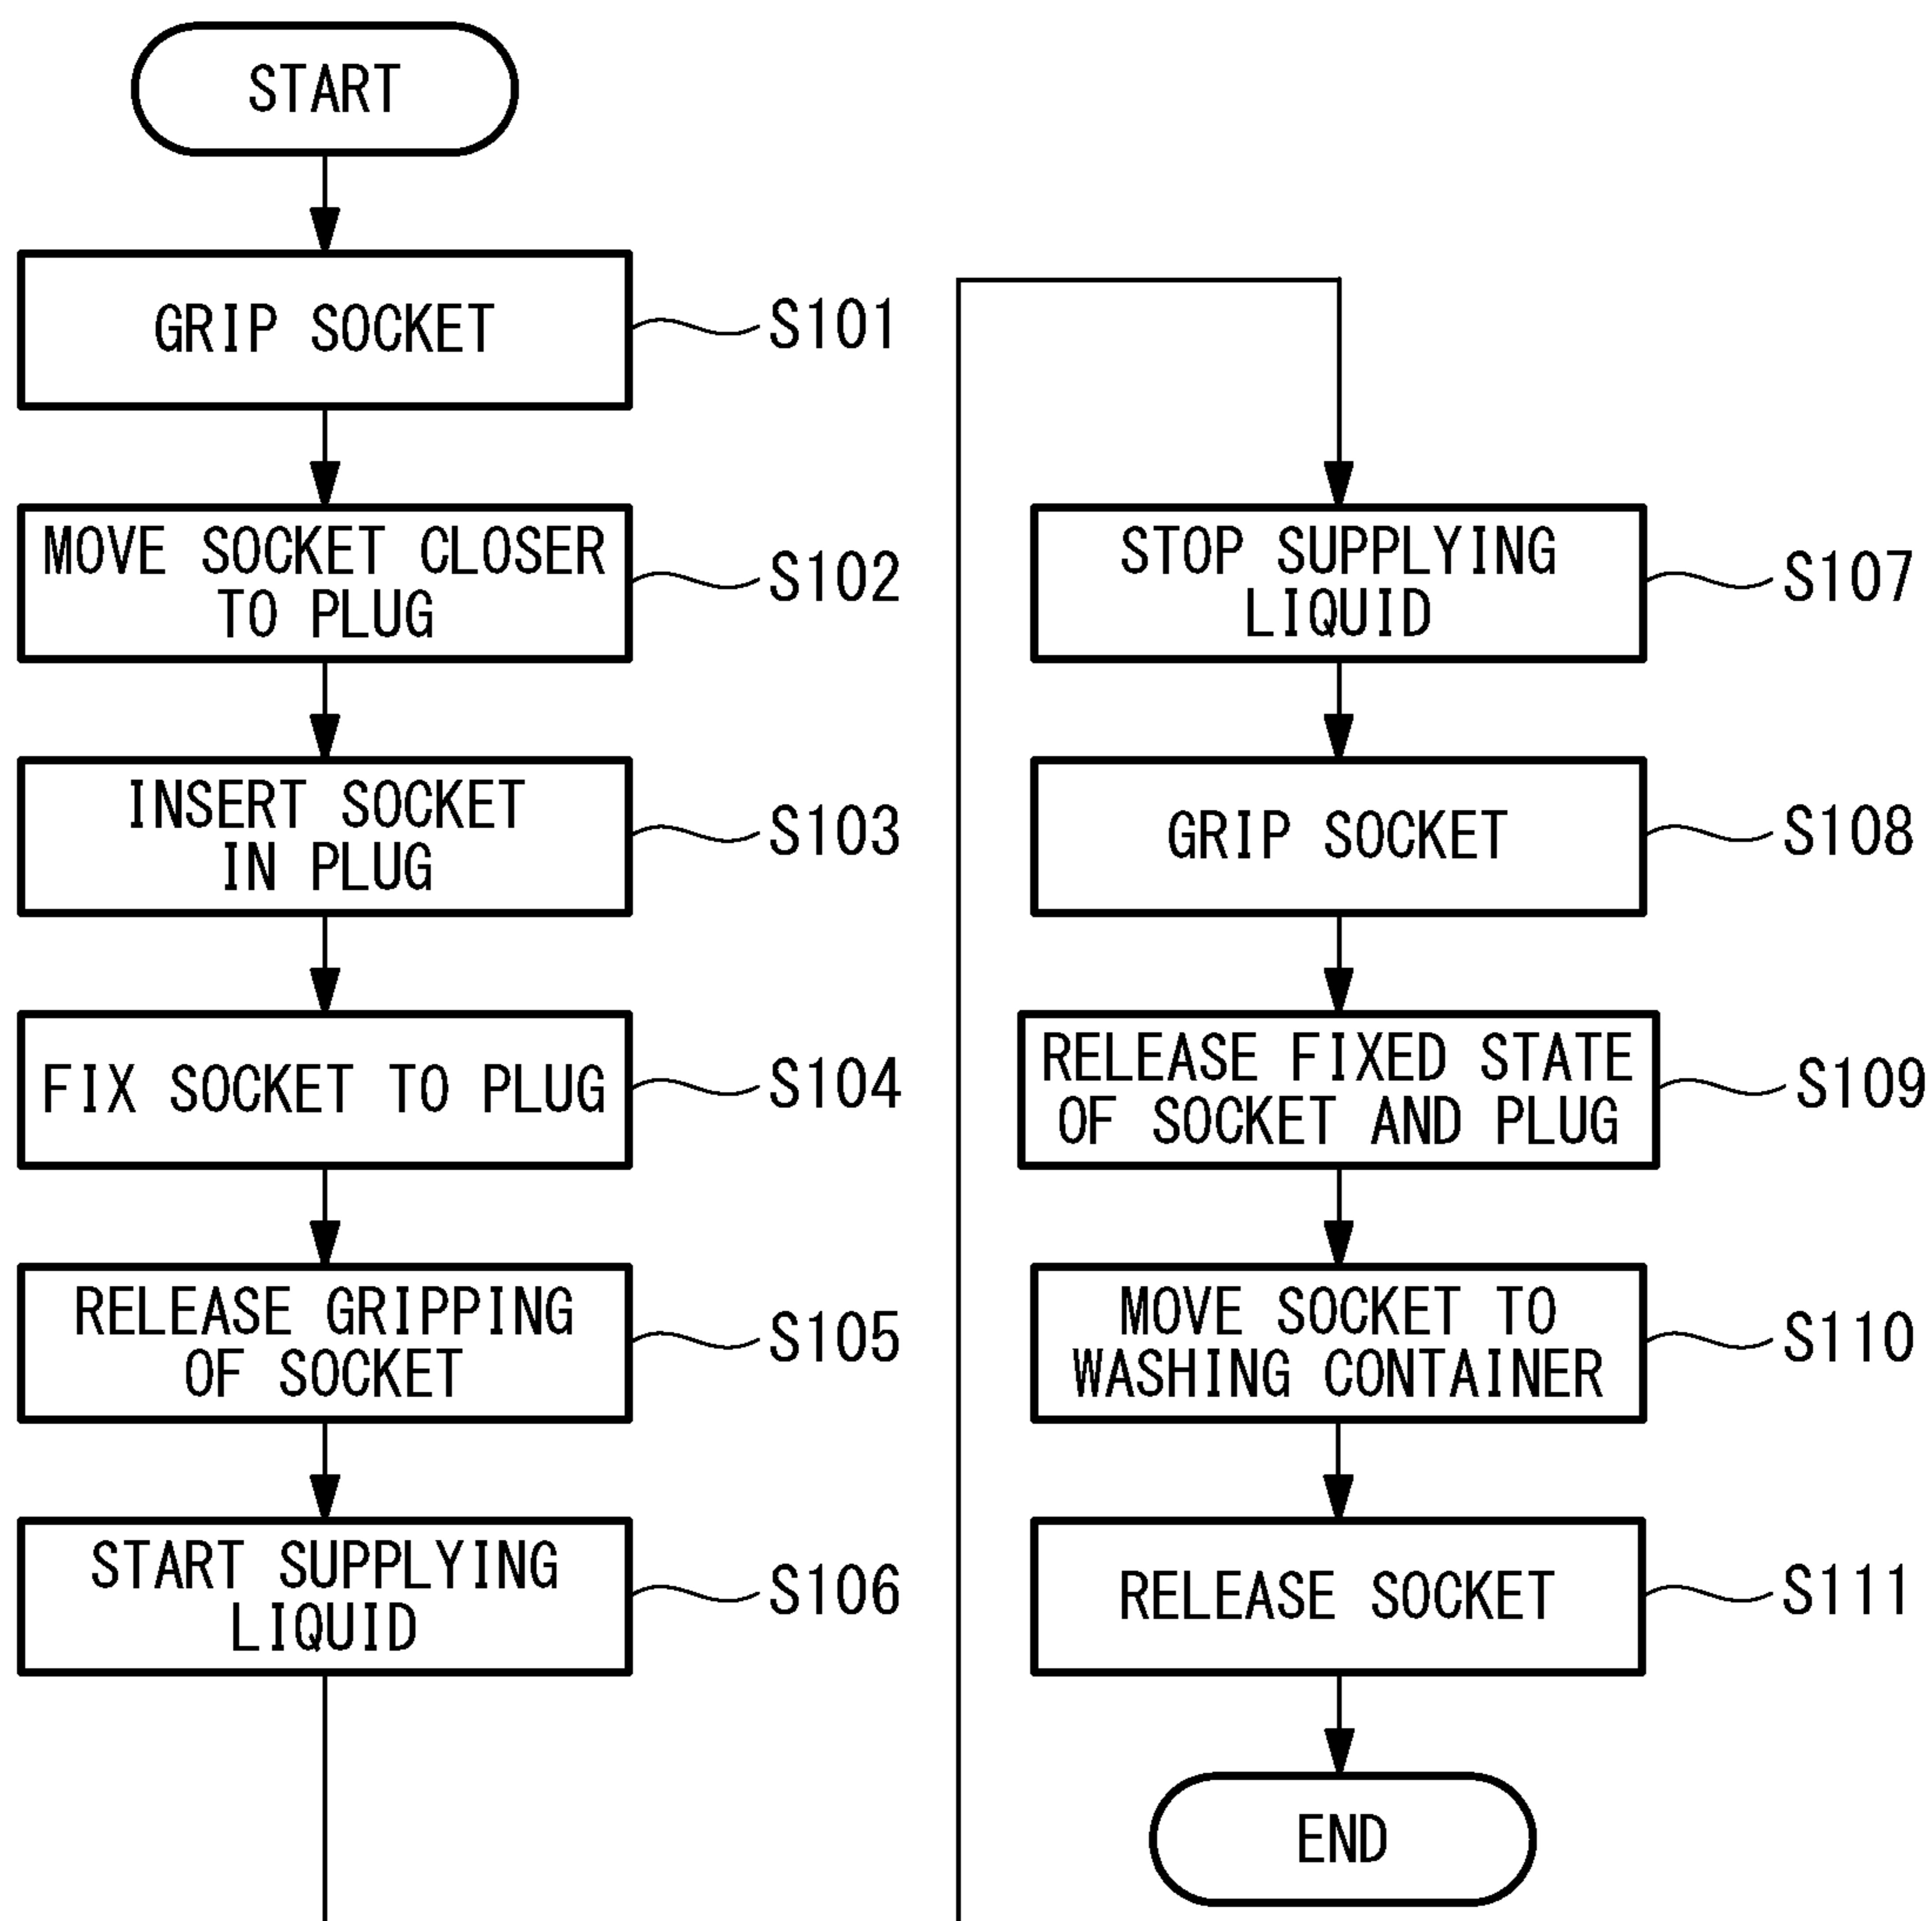 START
GRIP SOCKET
S101
MOVE SOCKET CLOSER
TO PLUG
S102
INSERT SOCKET
IN PLUG
S103
FIX SOCKET TO PLUG
S104
RELEASE GRIPPING
OF SOCKET
S105
START SUPPLYING
LIQUID
S106
STOP SUPPLYING
LIQUID
S107
GRIP SOCKET
S108
RELEASE FIXED STATE
OF SOCKET AND PLUG
S109
MOVE SOCKET TO
WASHING CONTAINER
S110
RELEASE SOCKET
S111
END